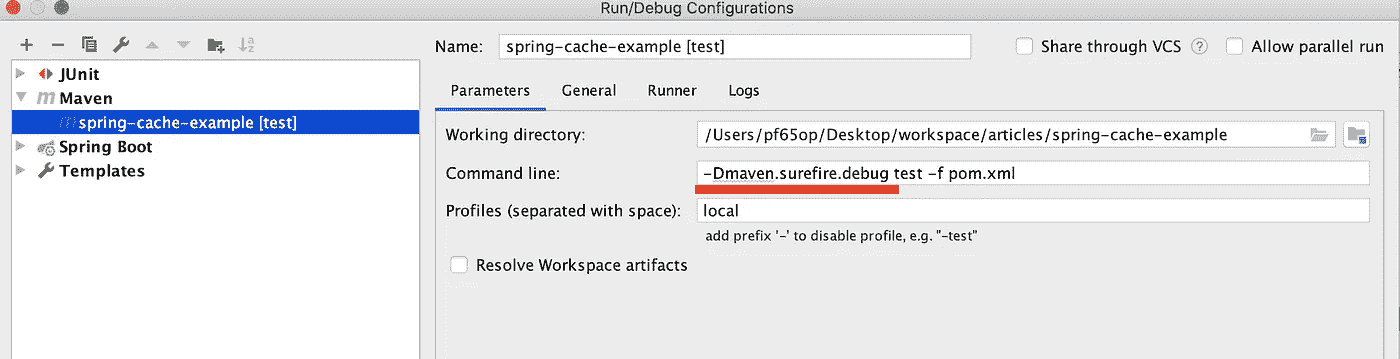 Run/Debug Configurations
Name: spring-cache-example [test] Share through VCS ? Allow parallel run
JUnit
Maven
m spring-cache-example [test]
Spring Boot
Templates
Parameters General Runner Logs
Working directory: /Users/pf65op/Desktop/workspace/articles/spring-cache-example
Command line: -Dmaven.surefire.debug test -f pom.xml
Profiles (separated with space): local
add prefix '-' to disable profile, e.g. "-test"
Resolve Workspace artifacts